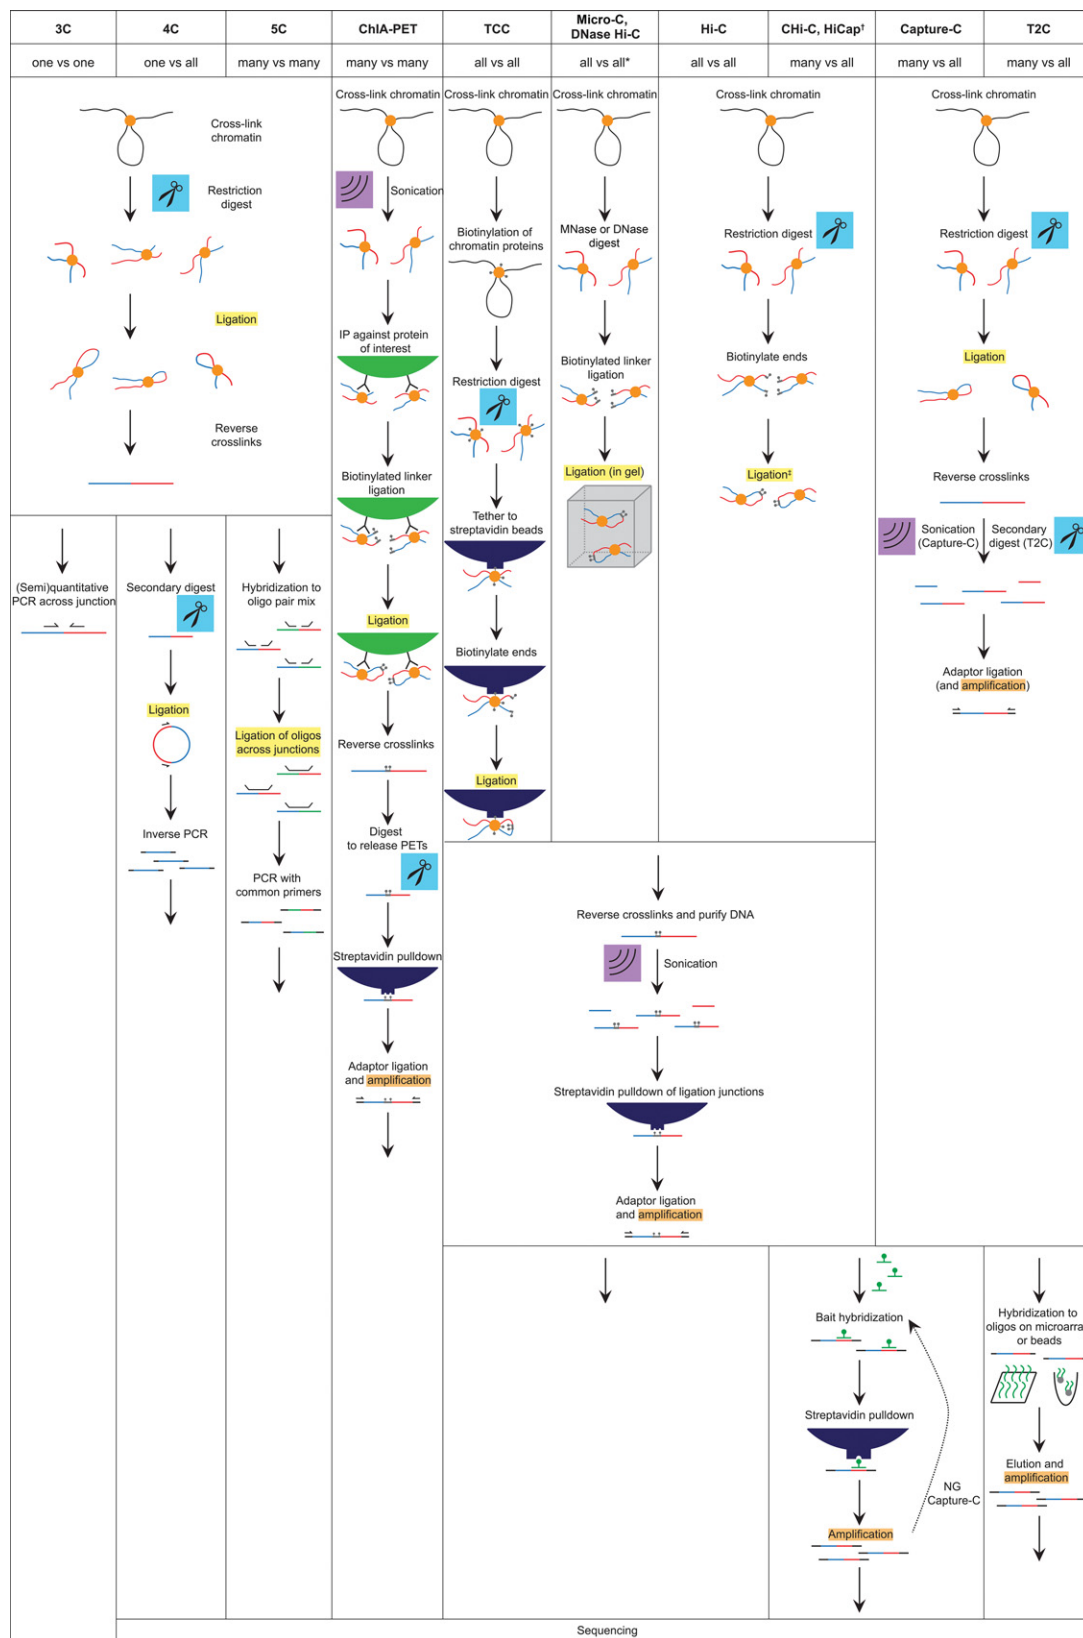 3C
4C
5C
ChIA-PET
TCC
Micro-C,
DNase Hi-C
Hi-C
CHi-C, HiCap†
Capture-C
T2C
one vs one
one vs all
many vs many
many vs many
all vs all
all vs all*
all vs all
many vs all
many vs all
many vs all
Cross-link
chromatin
Restriction
digest
Ligation
Reverse
crosslinks
(Semi)quantitative
PCR across junction
Secondary digest
Ligation
Inverse PCR
Hybridization to
oligo pair mix
Ligation of oligos
across junctions
PCR with
common primers
Cross-link chromatin
Sonication
IP against protein
of interest
Biotinylated linker
ligation
Ligation
Reverse crosslinks
Digest
to release PETs
Streptavidin pulldown
Adaptor ligation
and amplification
Cross-link chromatin
Biotinylation of
chromatin proteins
Restriction digest
Tether to
streptavidin beads
Biotinylate ends
Ligation
Cross-link chromatin
MNase or DNase
digest
Biotinylated linker
ligation
Ligation (in gel)
Cross-link chromatin
Restriction digest
Biotinylate ends
Ligation‡
Reverse crosslinks and purify DNA
Sonication
Streptavidin pulldown of ligation junctions
Adaptor ligation
and amplification
Cross-link chromatin
Restriction digest
Ligation
Reverse crosslinks
Sonication
(Capture-C)
Secondary
digest (T2C)
Adaptor ligation
(and amplification)
Bait hybridization
Streptavidin pulldown
Amplification
NG
Capture-C
Hybridization to
oligos on microarra
or beads
Elution and
amplification
Sequencing